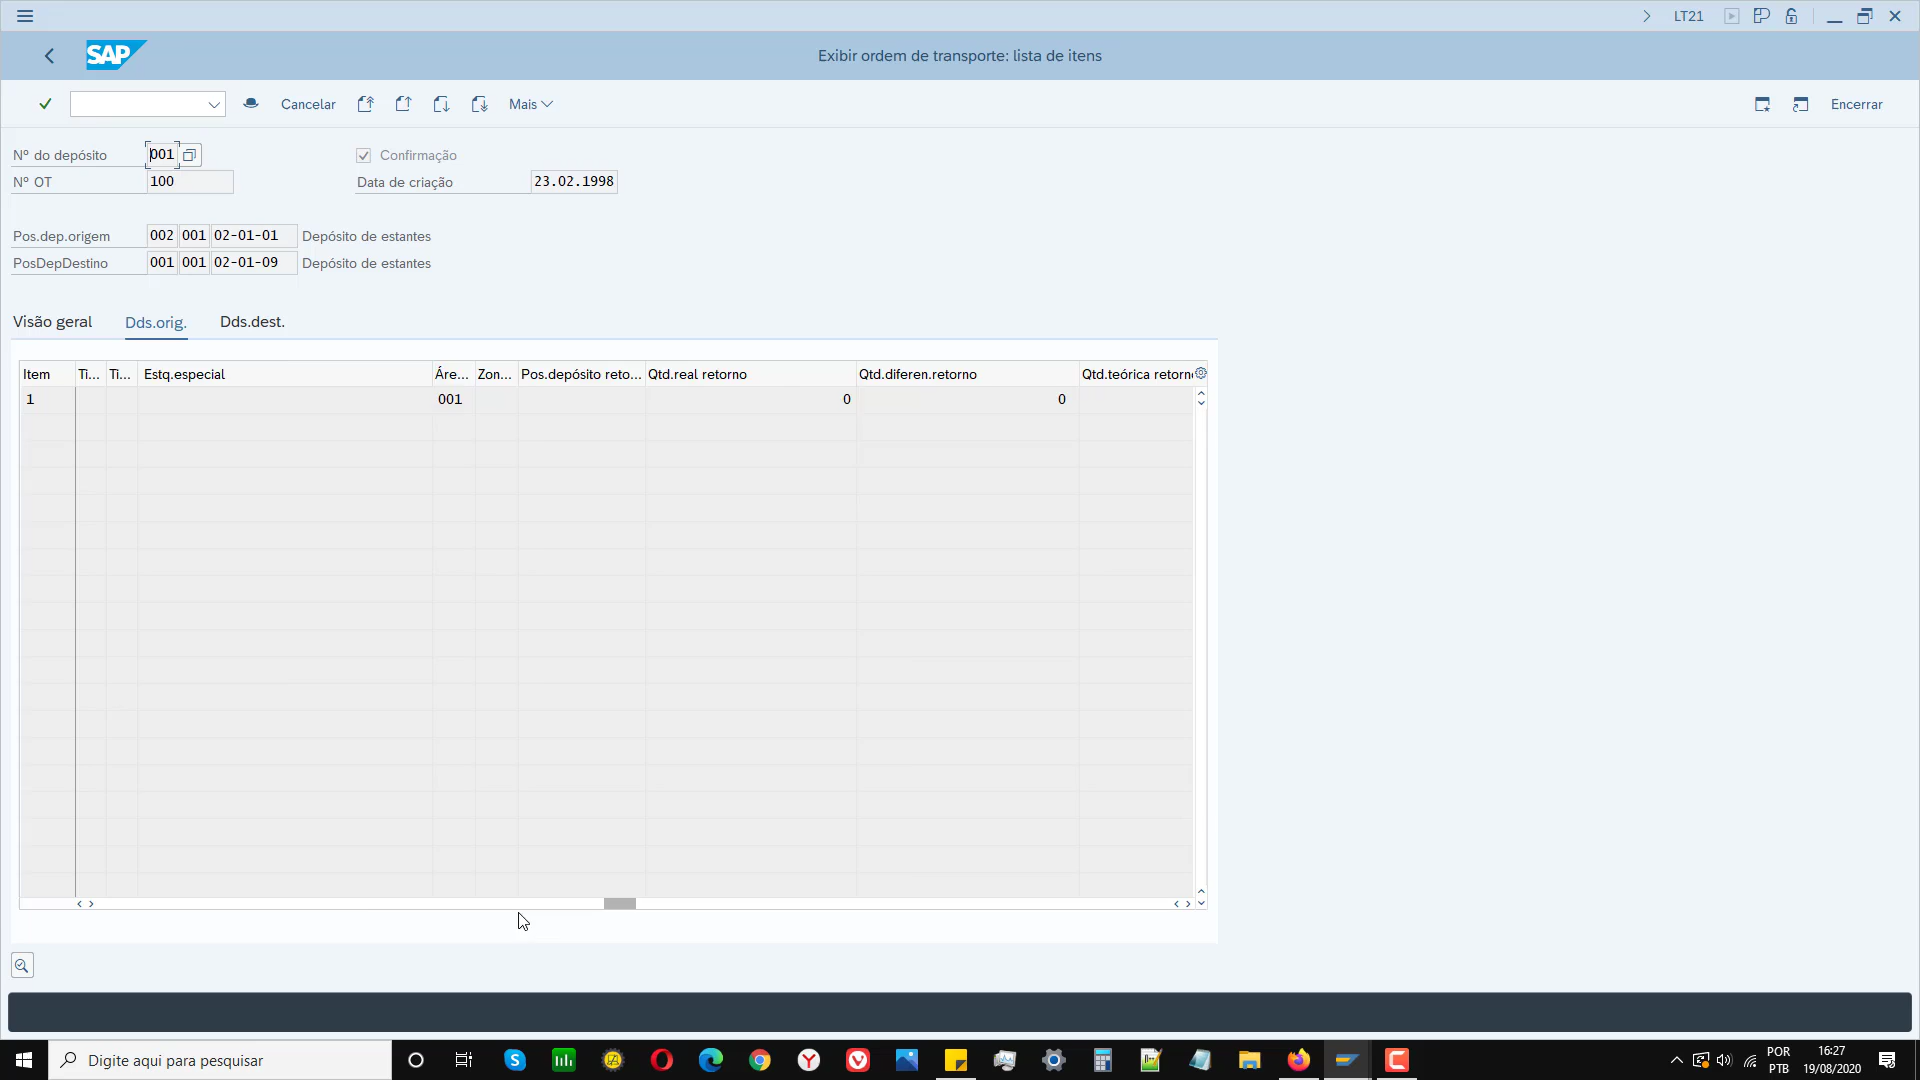 LT21
SAP
Exibir ordem de transporte: lista de itens
Cancelar
Mais
Encerrar
Nº do depósito 001
Confirmação
Nº OT 100
Data de criação 23.02.1998
Pos.dep.origem 002 001 02-01-01 Depósito de estantes
PosDepDestino 001 001 02-01-09 Depósito de estantes
Visão geral Dds.orig. Dds.dest.
Item Ti... Ti... Estq.especial Áre... Zon... Pos.depósito reto... Qtd.real retorno Qtd.diferen.retorno Qtd.teórica retorn
1 001 0 0
Digite aqui para pesquisar
POR
PTB
16:27
19/08/2020